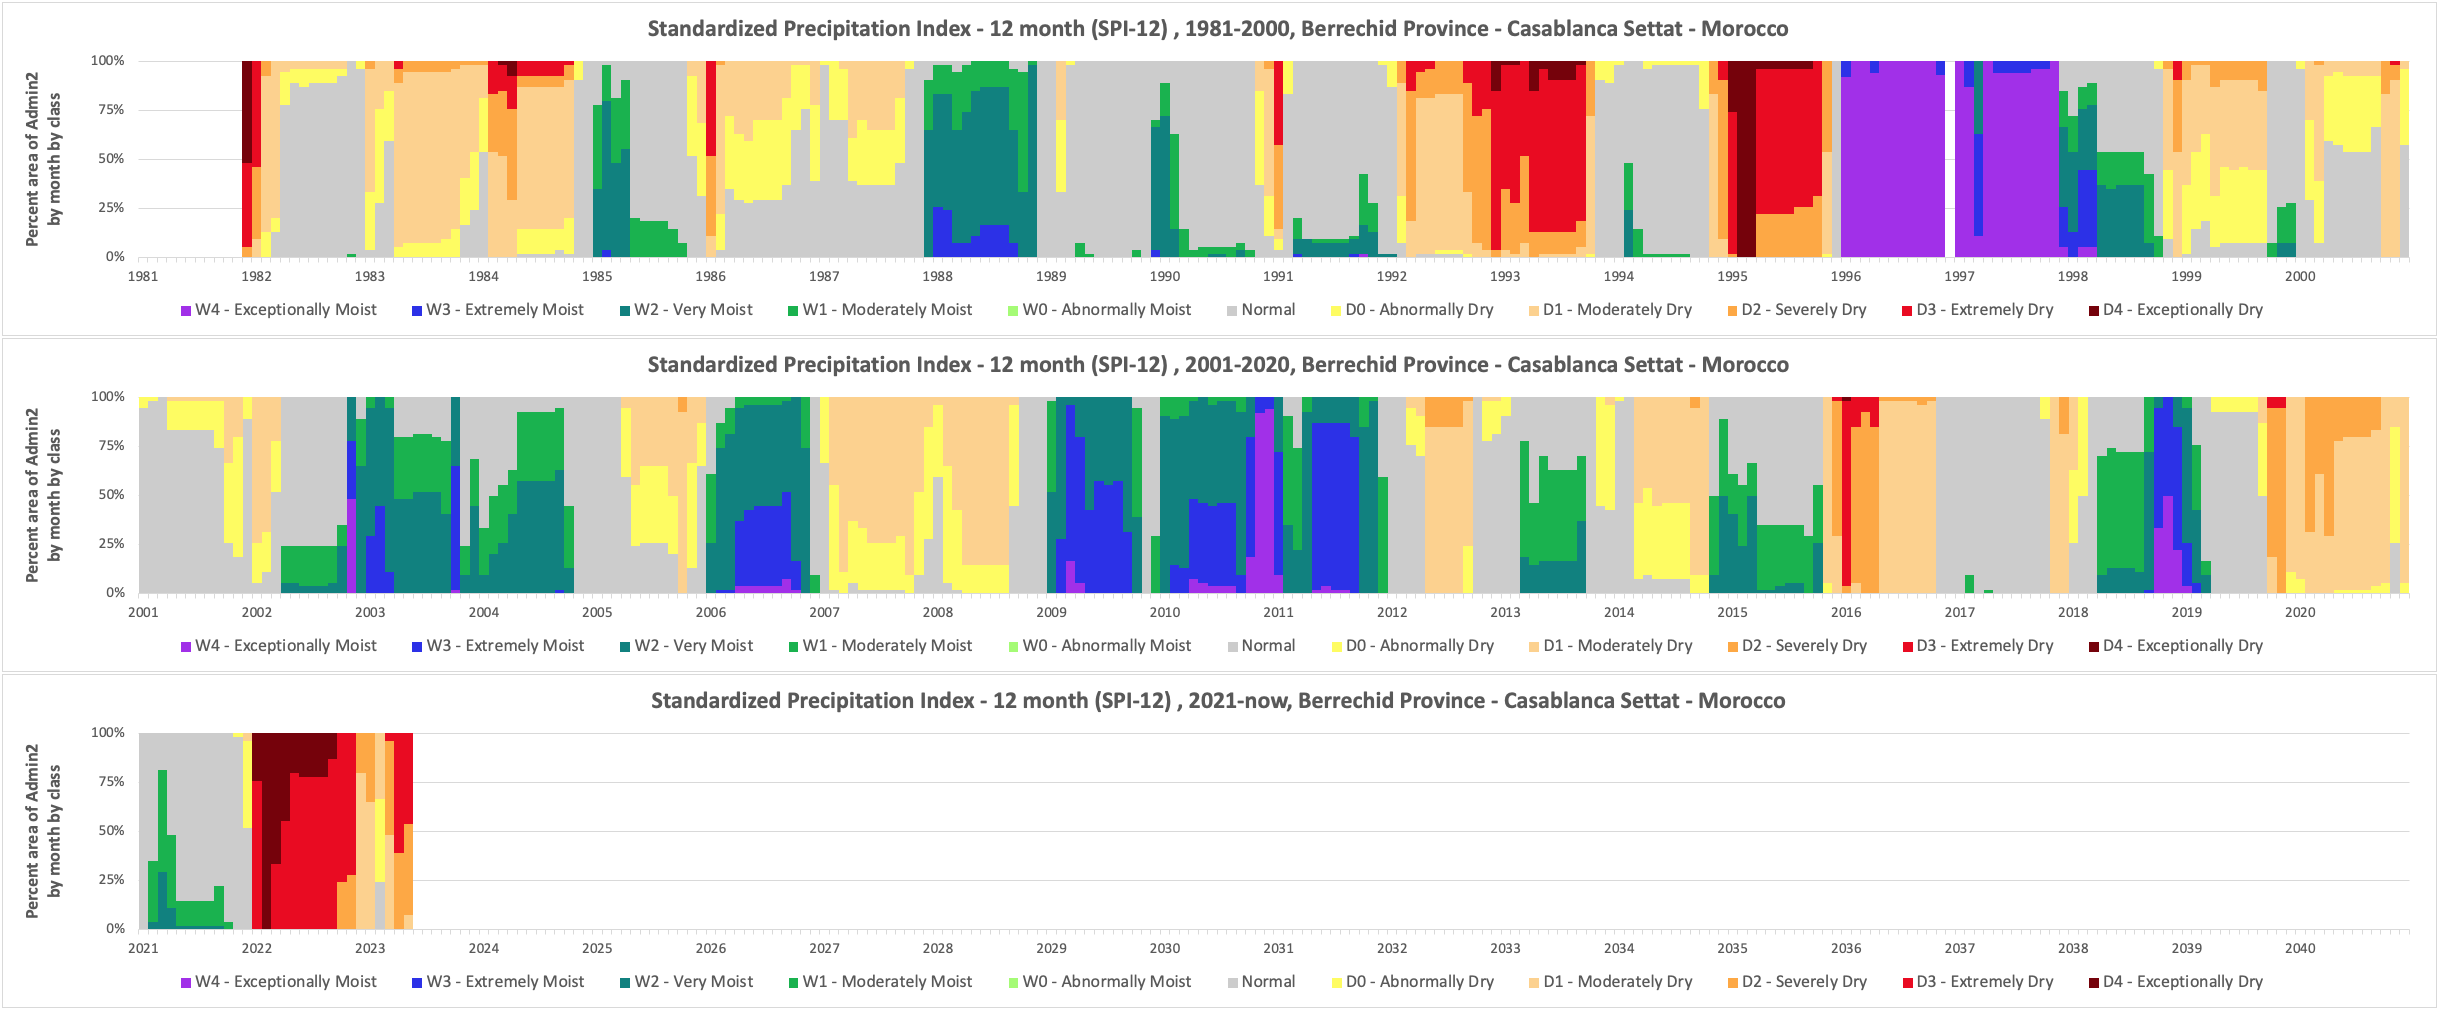 Standardized Precipitation Index - 12 month (SPI-12) , 1981-2000, Berrechid Province - Casablanca Settat - Morocco
Percent area of Admin2
by month by class
100%
75%
50%
25%
0%
1981 1982 1983 1984 1985 1986 1987 1988 1989 1990 1991 1992 1993 1994 1995 1996 1997 1998 1999 2000
W4 - Exceptionally Moist W3 - Extremely Moist W2 - Very Moist W1 - Moderately Moist W0 - Abnormally Moist Normal D0 - Abnormally Dry D1 - Moderately Dry D2 - Severely Dry D3 - Extremely Dry D4 - Exceptionally Dry
Standardized Precipitation Index - 12 month (SPI-12) , 2001-2020, Berrechid Province - Casablanca Settat - Morocco
Percent area of Admin2
by month by class
100%
75%
50%
25%
0%
2001 2002 2003 2004 2005 2006 2007 2008 2009 2010 2011 2012 2013 2014 2015 2016 2017 2018 2019 2020
W4 - Exceptionally Moist W3 - Extremely Moist W2 - Very Moist W1 - Moderately Moist W0 - Abnormally Moist Normal D0 - Abnormally Dry D1 - Moderately Dry D2 - Severely Dry D3 - Extremely Dry D4 - Exceptionally Dry
Standardized Precipitation Index - 12 month (SPI-12) , 2021-now, Berrechid Province - Casablanca Settat - Morocco
Percent area of Admin2
by month by class
100%
75%
50%
25%
0%
2021 2022 2023 2024 2025 2026 2027 2028 2029 2030 2031 2032 2033 2034 2035 2036 2037 2038 2039 2040
W4 - Exceptionally Moist W3 - Extremely Moist W2 - Very Moist W1 - Moderately Moist W0 - Abnormally Moist Normal D0 - Abnormally Dry D1 - Moderately Dry D2 - Severely Dry D3 - Extremely Dry D4 - Exceptionally Dry